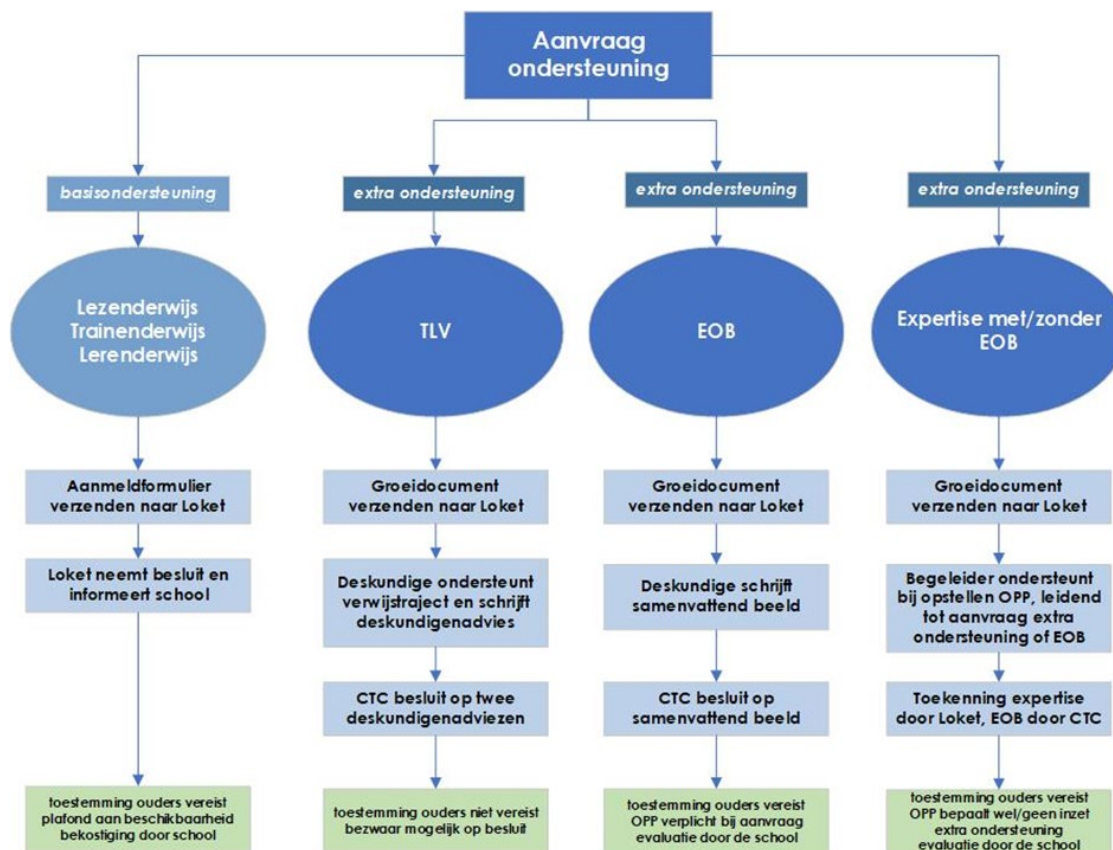 Aanvraag
ondersteuning
basisondersteuning
extra ondersteuning
extra ondersteuning
extra ondersteuning
Lezenderwijs
Trainenderwijs
Lerenderwijs
TLV
EOB
Expertise met/zonder
EOB
Aanmeldformulier
verzenden naar Loket
Groeidocument
verzenden naar Loket
Groeidocument
verzenden naar Loket
Groeidocument
verzenden naar Loket
Loket neemt besluit en
informeert school
Deskundige ondersteunt
verwijstraject en schrijft
deskundigenadvies
Deskundige schrijft
samenvattend beeld
Begeleider ondersteunt
bij opstellen OPP, leidend
tot aanvraag extra
ondersteuning of EOB
CTC besluit op twee
deskundigenadviezen
CTC besluit op
samenvattend beeld
Toekenning expertise
door Loket, EOB door CTC
toestemming ouders vereist
plafond aan beschikbaarheid
bekostiging door school
toestemming ouders niet vereist
bezwaar mogelijk op besluit
toestemming ouders vereist
OPP verplicht bij aanvraag
evaluatie door de school
toestemming ouders vereist
OPP bepaalt wel/geen inzet
extra ondersteuning
evaluatie door de school